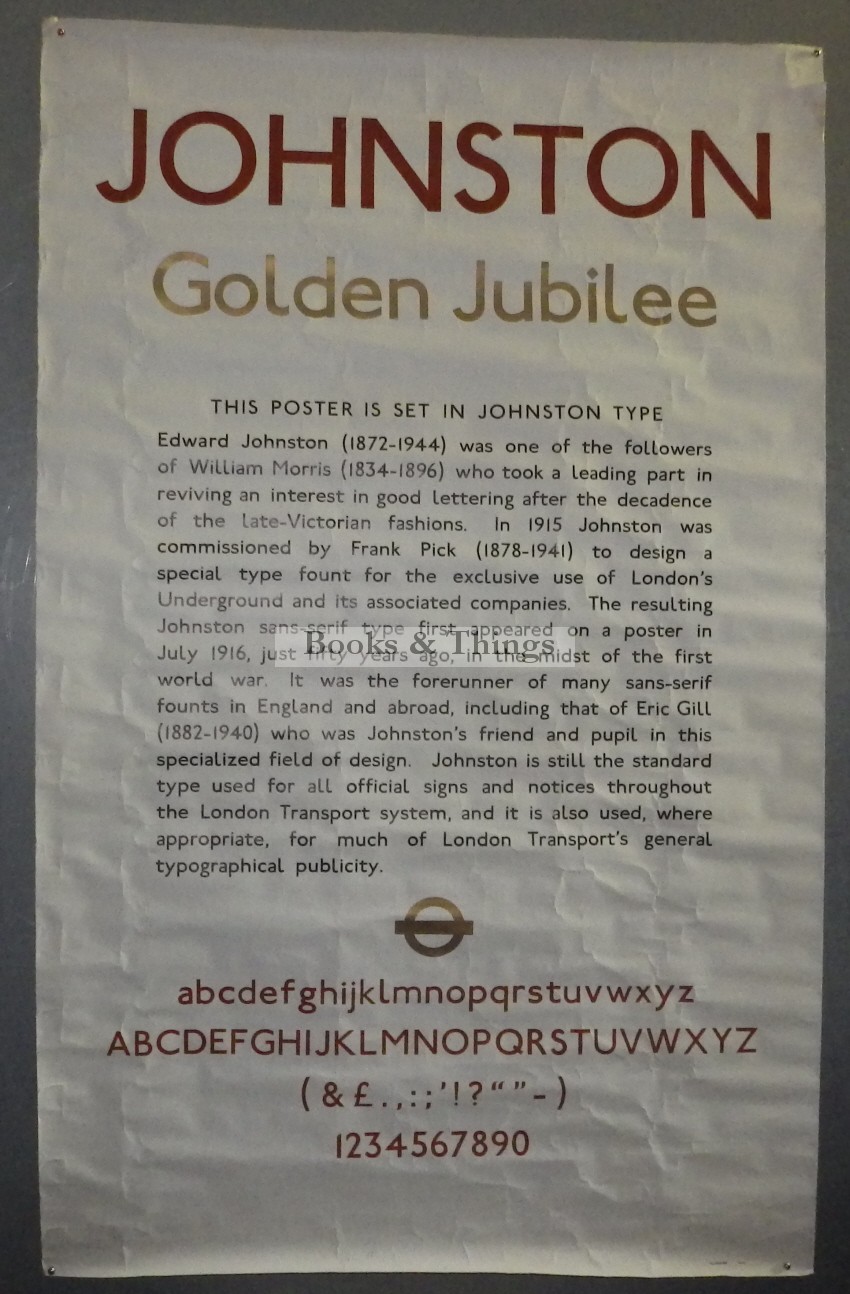 JOHNSTON
Golden Jubilee
THIS POSTER IS SET IN JOHNSTON TYPE
Edward Johnston (1872-1944) was one of the followers
of William Morris (1834-1896) who took a leading part in
reviving an interest in good lettering after the decadence
of the late-Victorian fashions. In 1915 Johnston was
commissioned by Frank Pick (1878-1941) to design a
special type fount for the exclusive use of London's
Underground and its associated companies. The resulting
Johnston sans-serif type first appeared on a poster in
July 1916, just fifty years ago, in the midst of the first
Books & Things
world war. It was the forerunner of many sans-serif
founts in England and abroad, including that of Eric Gill
(1882-1940) who was Johnston's friend and pupil in this
specialized field of design. Johnston is still the standard
type used for all official signs and notices throughout
the London Transport system, and it is also used, where
appropriate, for much of London Transport's general
typographical publicity.
abcdefghijklmnopqrstuvwxyz
ABCDEFGHIJKLMNOPQRSTUVWXYZ
(&£.,:;'!?“”-)
1234567890